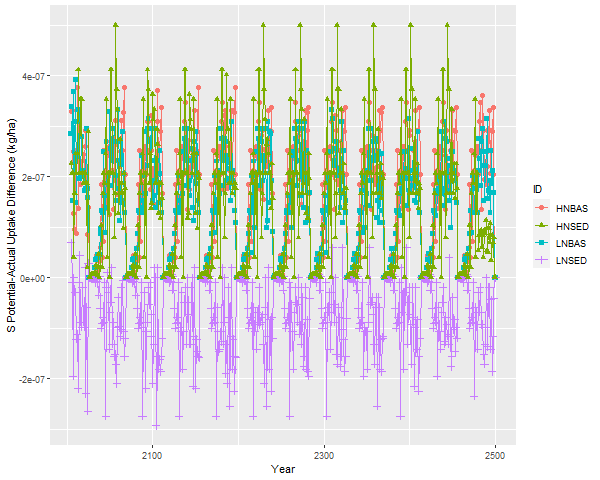 S Potential-Actual Uptake Difference (kg/ha)
4e-07
2e-07
0e+00
-2e-07
2100
2300
2500
Year
ID
HNBAS
HNSED
LNBAS
LNSED